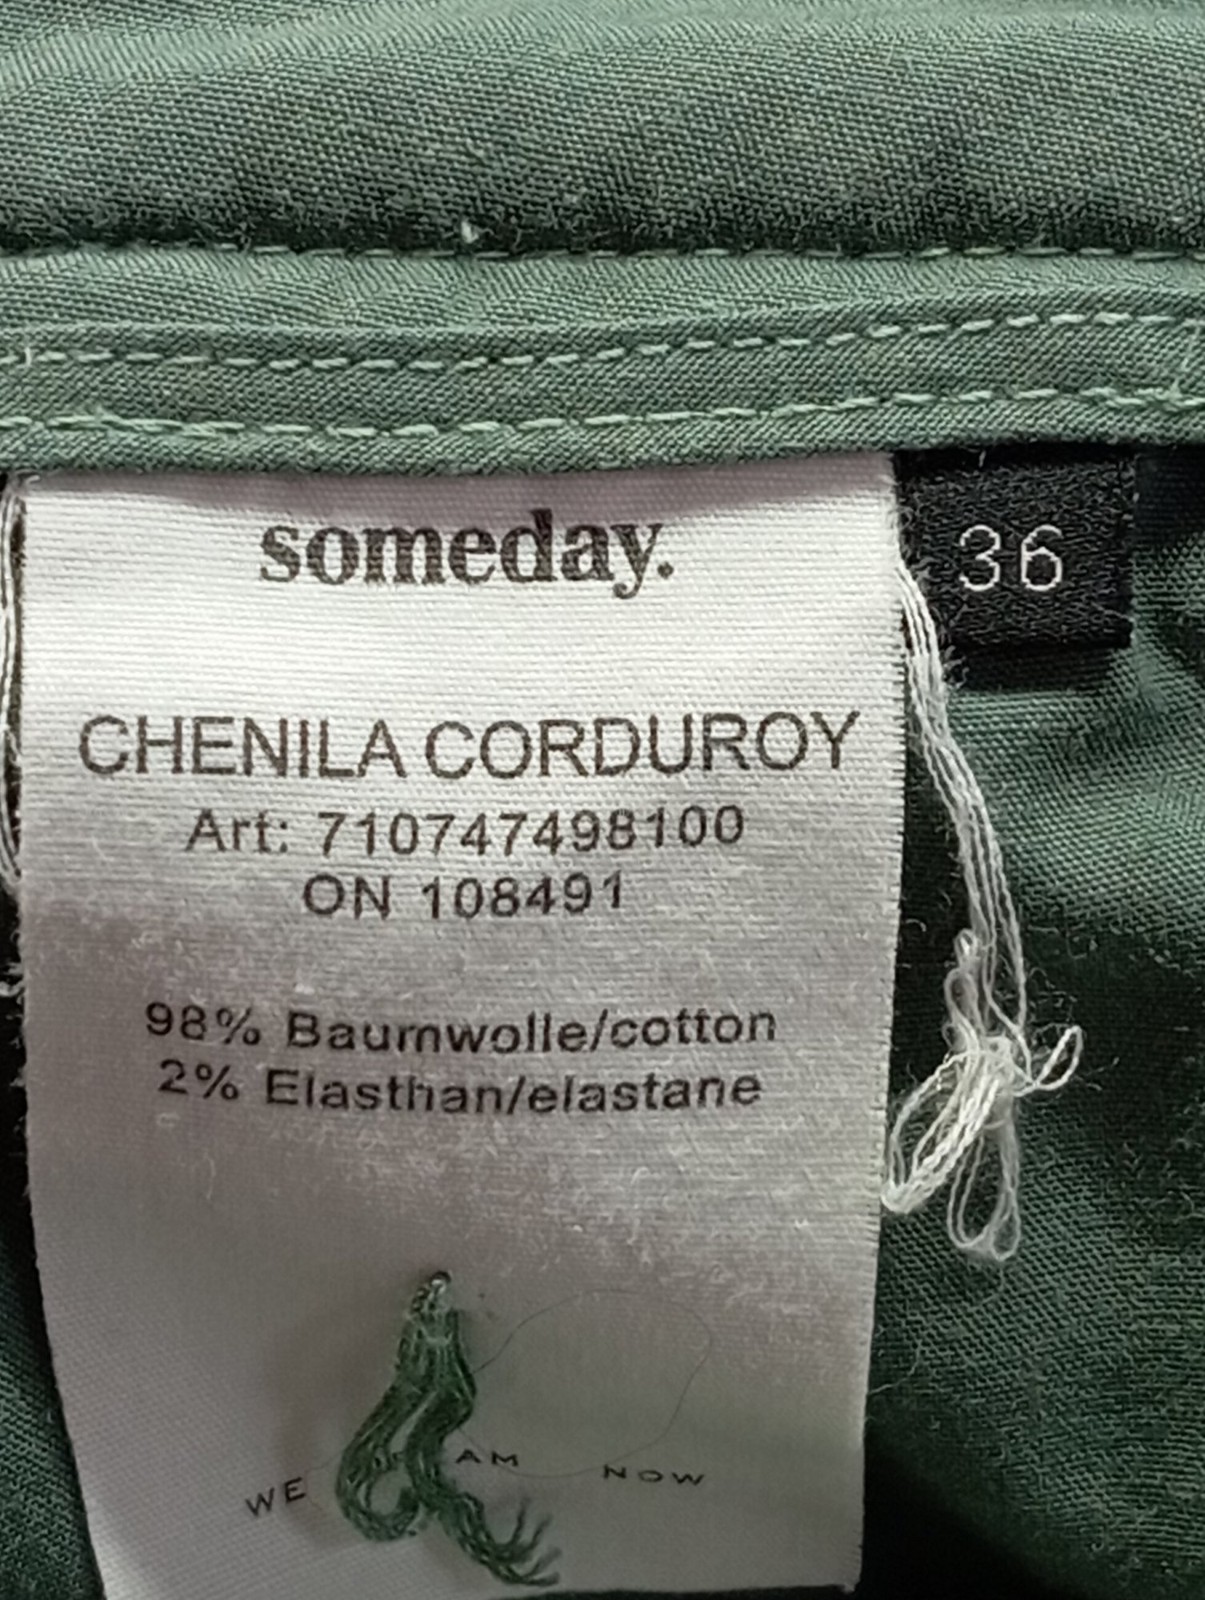 someday.
36
CHENILA CORDUROY
Art: 710747498100
ON 108491
98% Baumwolle/cotton
2% Elasthan/elastane
WE AM NOW